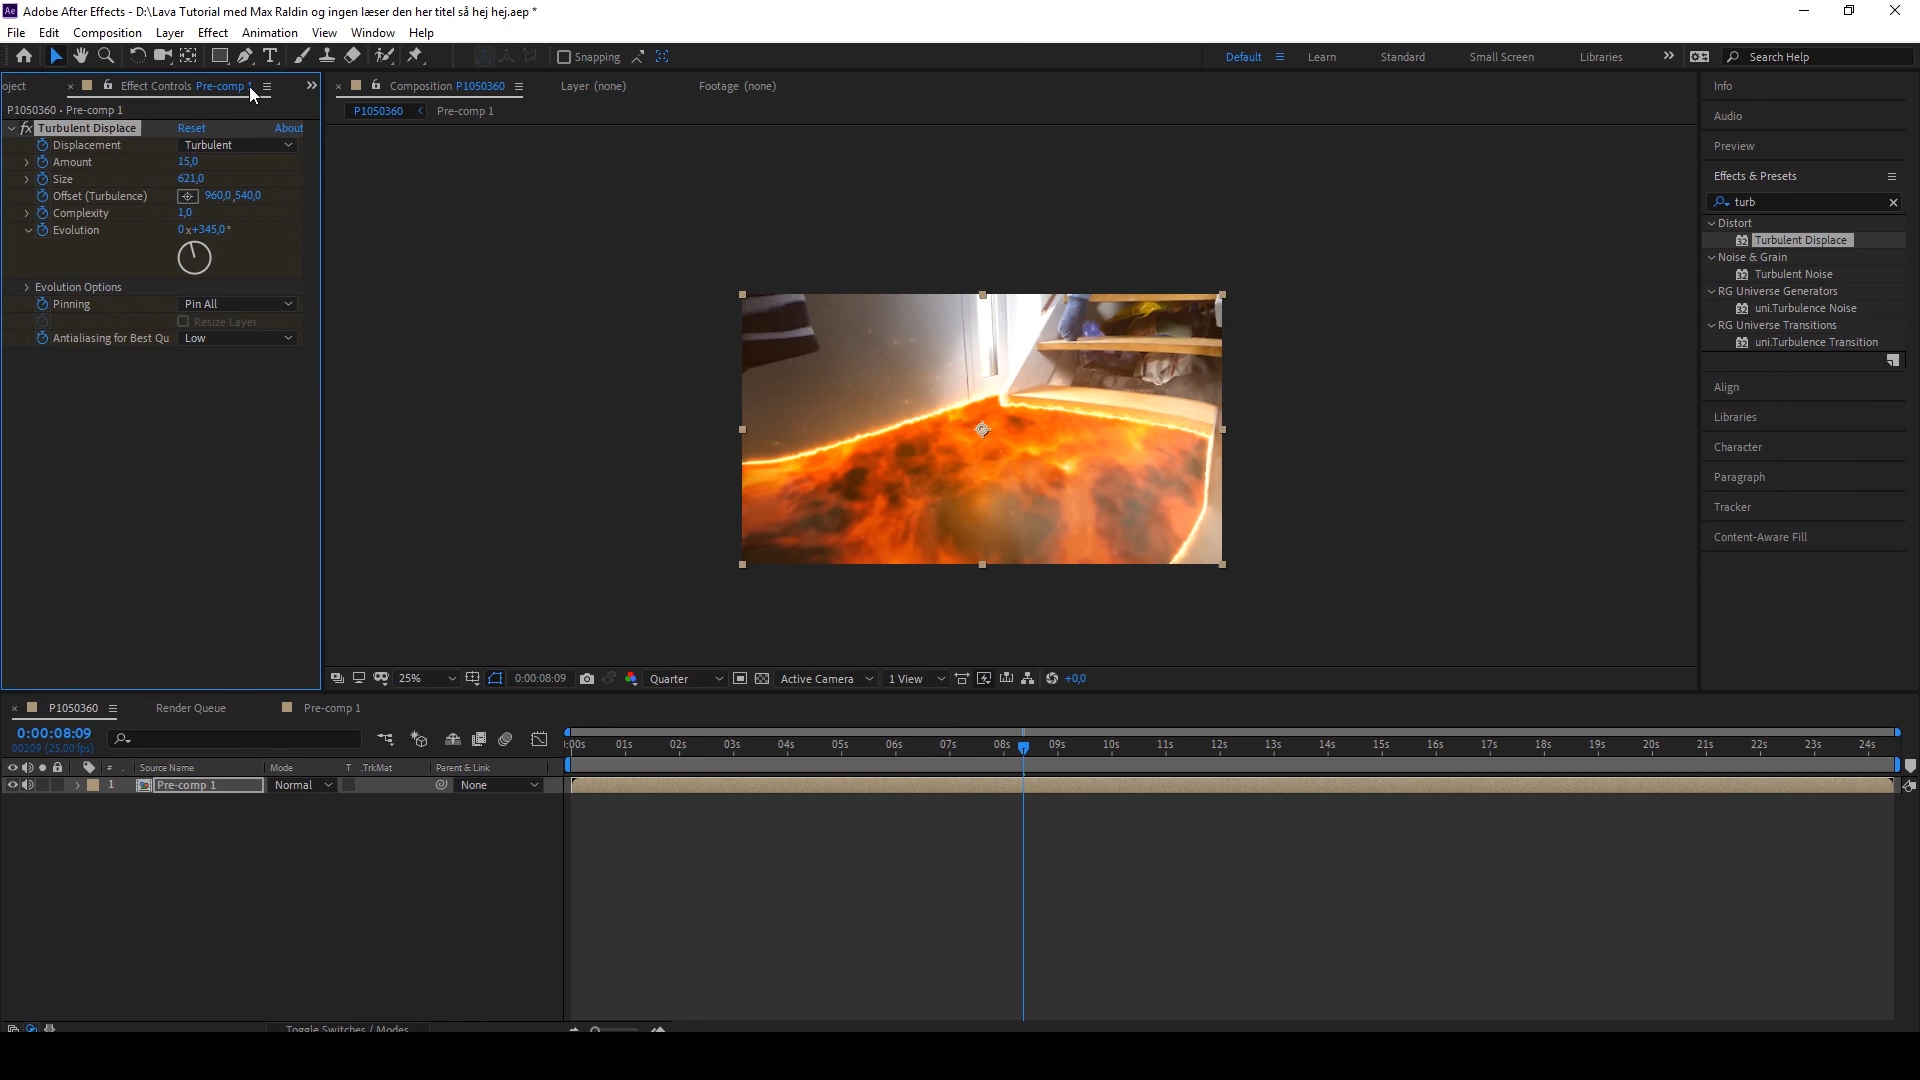 Ae Adobe After Effects - D:\Lava Tutorial med Max Raldin og ingen læser den her titel så hej hej.aep *
File Edit Composition Layer Effect Animation View Window Help
Snapping Default Learn Standard Small Screen Libraries Search Help
oject Effect Controls Pre-comp 1
Composition P1050360 Layer (none) Footage (none)
P1050360 • Pre-comp 1
P1050360 Pre-comp 1
fx Turbulent Displace Reset About
Displacement Turbulent
Amount 15,0
Size 621,0
Offset (Turbulence) 960,0,540,0
Complexity 1,0
Evolution 0x+345,0°
Evolution Options
Pinning Pin All
Resize Layer
Antialiasing for Best Qu Low
Info
Audio
Preview
Effects & Presets
turb
Distort
32 Turbulent Displace
Noise & Grain
32 Turbulent Noise
RG Universe Generators
32 uni.Turbulence Noise
RG Universe Transitions
32 uni.Turbulence Transition
Align
Libraries
Character
Paragraph
Tracker
Content-Aware Fill
25% 0:00:08:09 Quarter Active Camera 1 View +0,0
P1050360 Render Queue Pre-comp 1
0:00:08:09
00209 (25.00 fps)
:00s 01s 02s 03s 04s 05s 06s 07s 08s 09s 10s 11s 12s 13s 14s 15s 16s 17s 18s 19s 20s 21s 22s 23s 24s
# Source Name Mode T .TrkMat Parent & Link
1 Pre-comp 1 Normal None
Toggle Switches / Modes